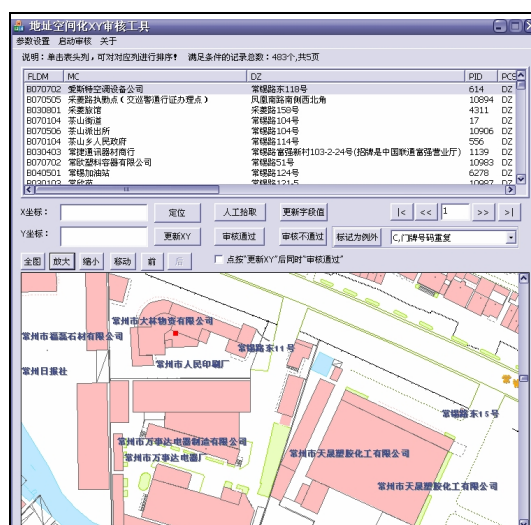 地址空间化XY审核工具
参数设置 启动审核 关于
说明：单击表头列，可对对应列进行排序！ 满足条件的记录总数：483个,共5页
FLDM MC DZ PID PCS
B070702 爱斯特空调设备公司 常锡路东118号 614 DZ
B070505 采菱路执勤点(交巡警通行证办理点) 凤凰路南侧西北角 10894 DZ
B030801 采菱旅馆 采菱路158号 4311 DZ
B070104 茶山街道 常锡路104号 17 DZ
B070506 茶山派出所 常锡路104号 10906 DZ
B070104 茶山乡人民政府 常锡路114号 556 DZ
B030403 常捷通讯器材商行 常锡路富强新村103-2-24号(招牌是中国联通富强营业厅) 1139 DZ
B070702 常欧塑料容器有限公司 常锡路51号 10983 DZ
B040501 常锡加油站 常锡路124号 6278 DZ
X坐标： 定位 人工拾取 更新字段值 |< << 1 >> >|
Y坐标： 更新XY 审核通过 审核不通过 标记为例外 C,门牌号码重复
全图 放大 缩小 移动 前 后 点按"更新XY"后同时"审核通过"
常州市大林物资有限公司
常州市福磊石材有限公司
常锡路东11号
常州市人民印刷厂
常州日报社
常锡路东15号
常州市万事达电器制造有限公司
常州市万事达电器厂
常州市天晟塑胶化工有限公司
常州市天晟塑胶化工有限公司